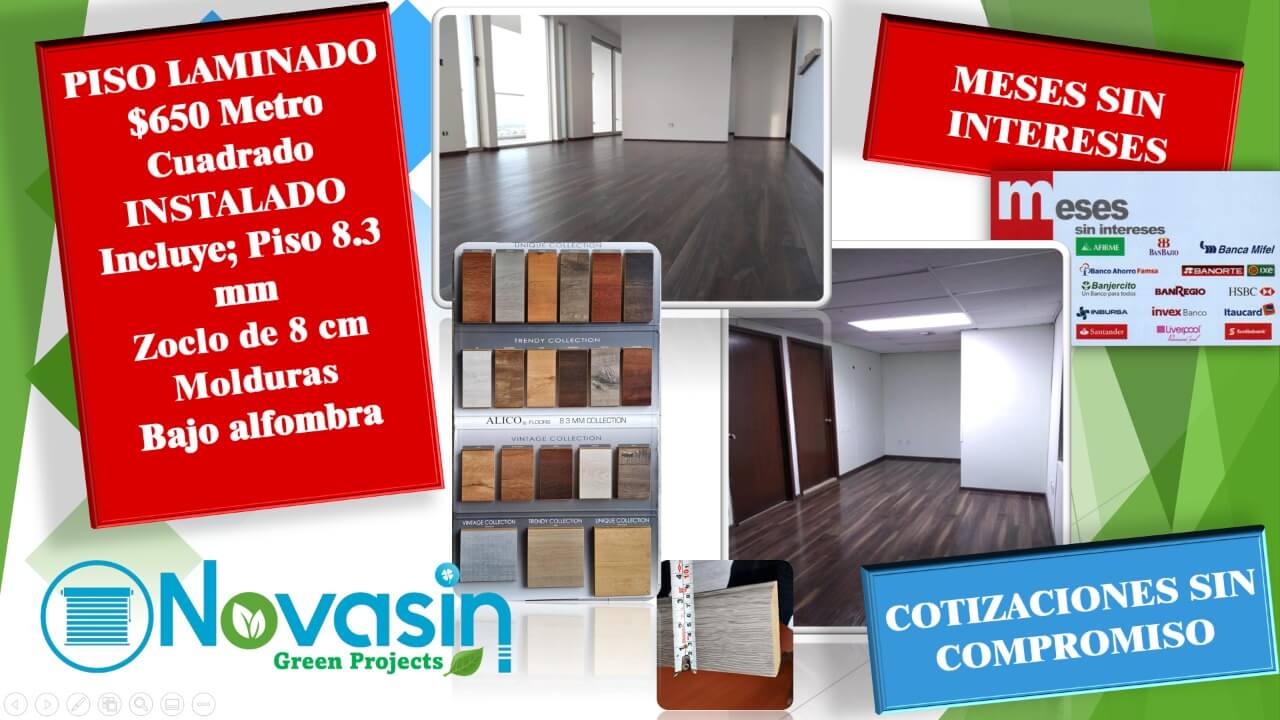 PISO LAMINADO
$650 Metro
Cuadrado
INSTALADO
Incluye; Piso 8.3
mm
Zoclo de 8 cm
Molduras
Bajo alfombra
MESES SIN
INTERESES
meses
sin intereses
AFIRME
BANBAJIO
Banca Mifel
Banco Ahorro Famsa
BANORTE
IXE
Banjercito
Un Banco para todos
BANREGIO
HSBC
INBURSA
invex Banco
Itaucard
Santander
Liverpool
Scotiabank
UNIQUE COLLECTION
TRENDY COLLECTION
ALICO FLOORS 8.3 MM COLLECTION
VINTAGE COLLECTION
VINTAGE COLLECTION TRENDY COLLECTION UNIQUE COLLECTION
Novasin
Green Projects
COTIZACIONES SIN
COMPROMISO